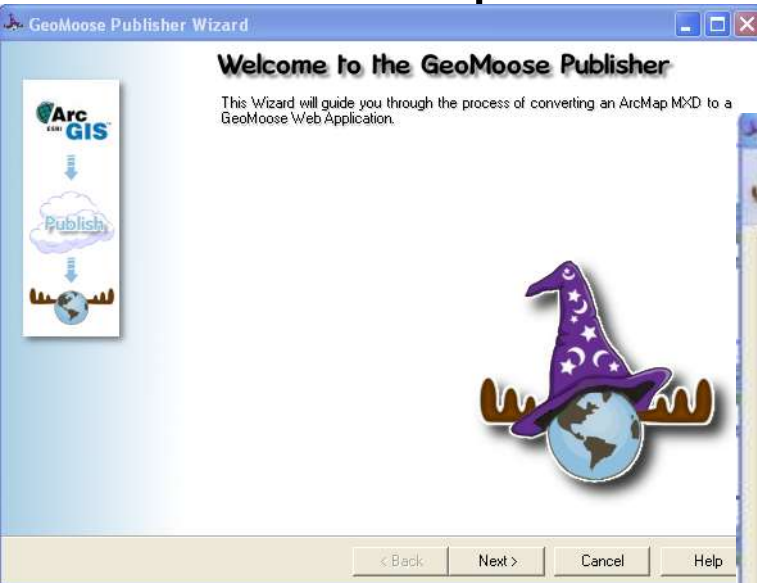 GeoMoose Publisher Wizard
Welcome to the GeoMoose Publisher
This Wizard will guide you through the process of converting an ArcMap MXD to a
GeoMoose Web Application.
Arc
ESRI GIS
Publish
< Back
Next >
Cancel
Help